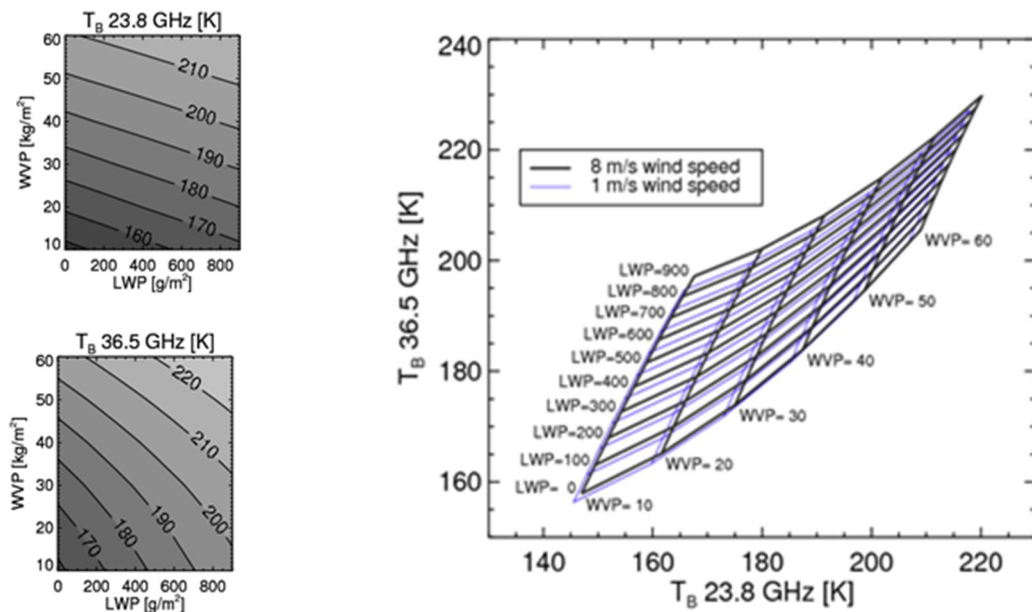 T_B 23.8 GHz [K]
60
50
40
30
20
10
WVP [kg/m²]
210
200
190
180
170
160
0 200 400 600 800
LWP [g/m²]
T_B 36.5 GHz [K]
60
50
40
30
20
10
WVP [kg/m²]
220
210
200
190
180
170
0 200 400 600 800
LWP [g/m²]
240
220
200
180
160
T_B 36.5 GHz [K]
8 m/s wind speed
1 m/s wind speed
LWP=900
LWP=800
LWP=700
LWP=600
LWP=500
LWP=400
LWP=300
LWP=200
LWP=100
LWP= 0
WVP= 60
WVP= 50
WVP= 40
WVP= 30
WVP= 20
WVP= 10
140 160 180 200 220
T_B 23.8 GHz [K]